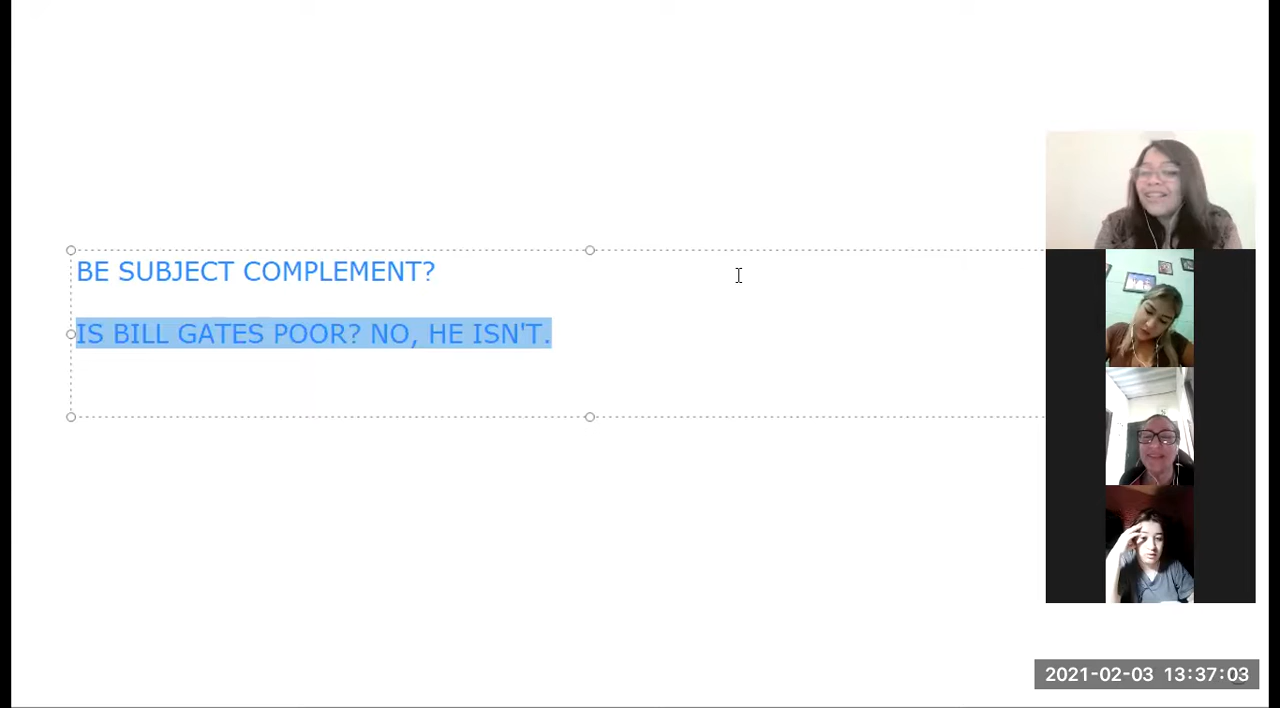 BE SUBJECT COMPLEMENT?
IS BILL GATES POOR? NO, HE ISN'T.
2021-02-03 13:37:03